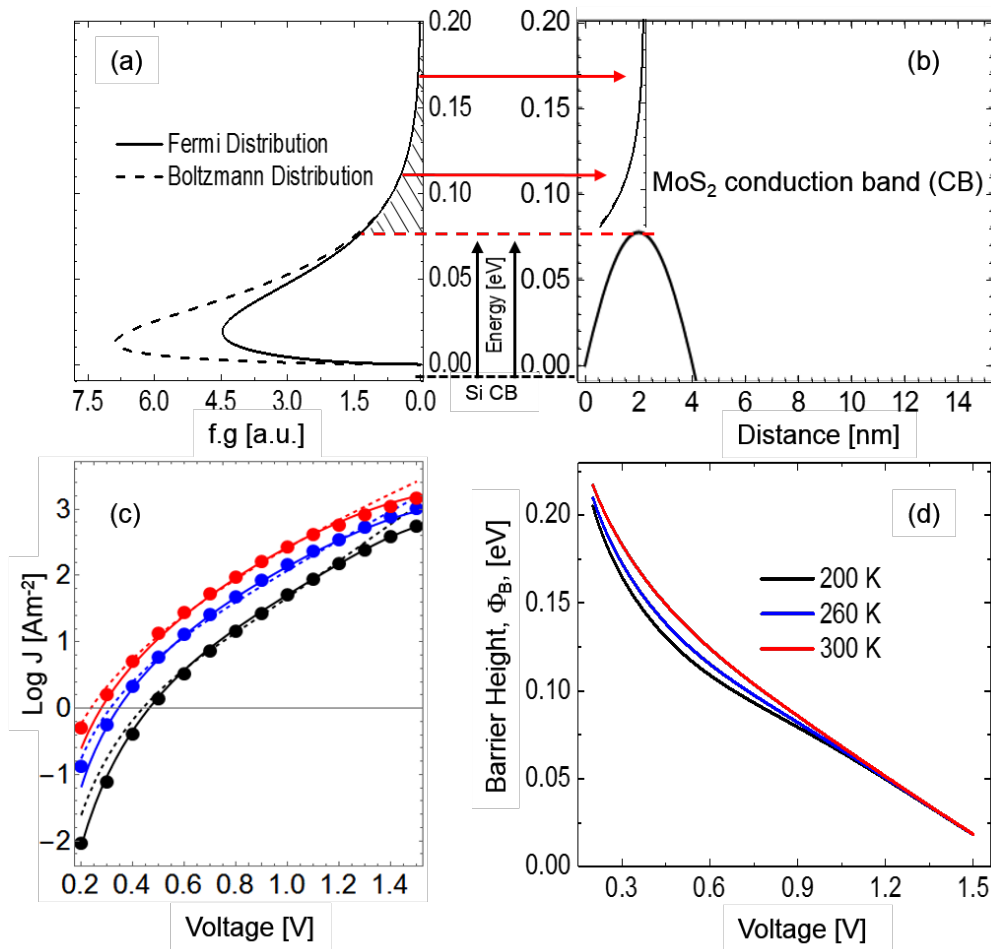 (a)
Fermi Distribution
Boltzmann Distribution
7.5 6.0 4.5 3.0 1.5 0.0
f.g [a.u.]
0.20
0.15
0.10
0.05
0.00
Energy [eV]
Si CB
0.20
0.15
0.10
0.05
0.00
(b)
MoS₂ conduction band (CB)
0 2 4 6 8 10 12 14
Distance [nm]
(c)
Log J [Am⁻²]
3
2
1
0
−1
−2
0.2 0.4 0.6 0.8 1.0 1.2 1.4
Voltage [V]
(d)
Barrier Height, Φ_B, [eV]
0.20
0.15
0.10
0.05
0.00
200 K
260 K
300 K
0.3 0.6 0.9 1.2 1.5
Voltage [V]